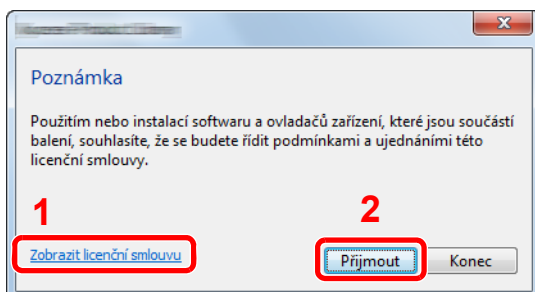 Poznámka
Použitím nebo instalací softwaru a ovladačů zařízení, které jsou součástí
balení, souhlasíte, že se budete řídit podmínkami a ujednáními této
licenční smlouvy.
1
2
Zobrazit licenční smlouvu
Přijmout
Konec